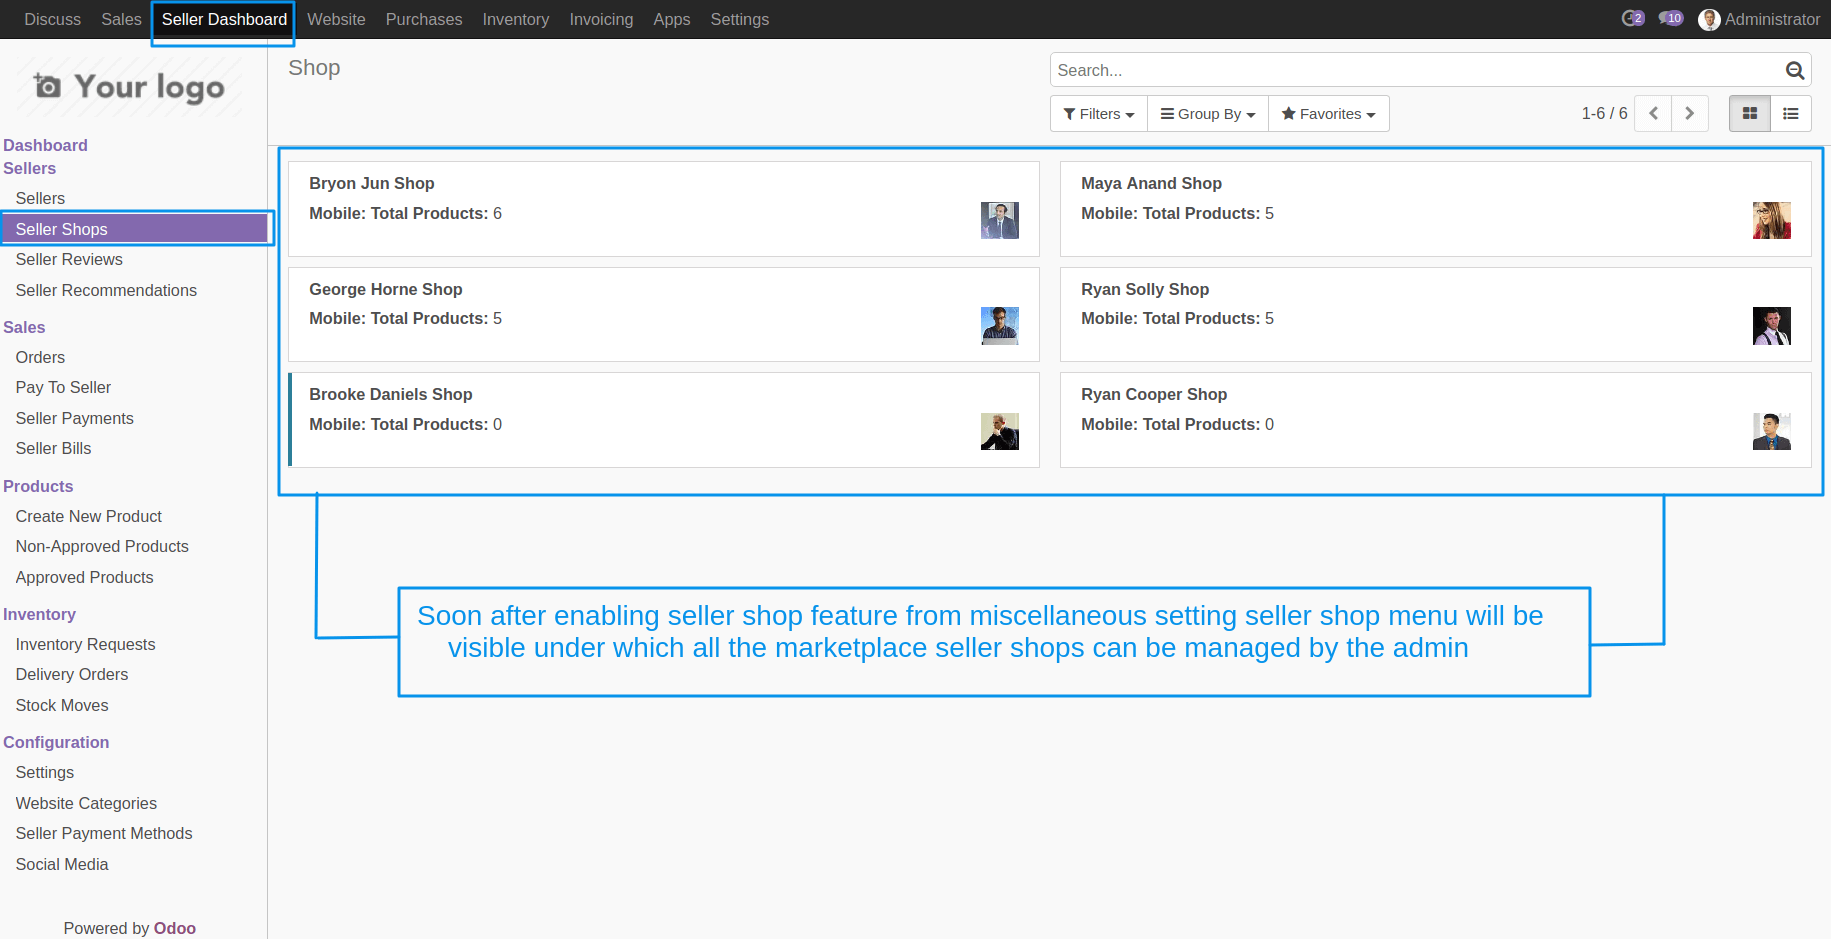 Discuss Sales Seller Dashboard Website Purchases Inventory Invoicing Apps Settings 2 10 Administrator
Your logo
Shop
Search...
Filters Group By Favorites 1-6 / 6
Dashboard
Sellers
Sellers
Seller Shops
Seller Reviews
Seller Recommendations
Sales
Orders
Pay To Seller
Seller Payments
Seller Bills
Products
Create New Product
Non-Approved Products
Approved Products
Inventory
Inventory Requests
Delivery Orders
Stock Moves
Configuration
Settings
Website Categories
Seller Payment Methods
Social Media
Powered by Odoo
Bryon Jun Shop
Mobile: Total Products: 6
Maya Anand Shop
Mobile: Total Products: 5
George Horne Shop
Mobile: Total Products: 5
Ryan Solly Shop
Mobile: Total Products: 5
Brooke Daniels Shop
Mobile: Total Products: 0
Ryan Cooper Shop
Mobile: Total Products: 0
Soon after enabling seller shop feature from miscellaneous setting seller shop menu will be
visible under which all the marketplace seller shops can be managed by the admin